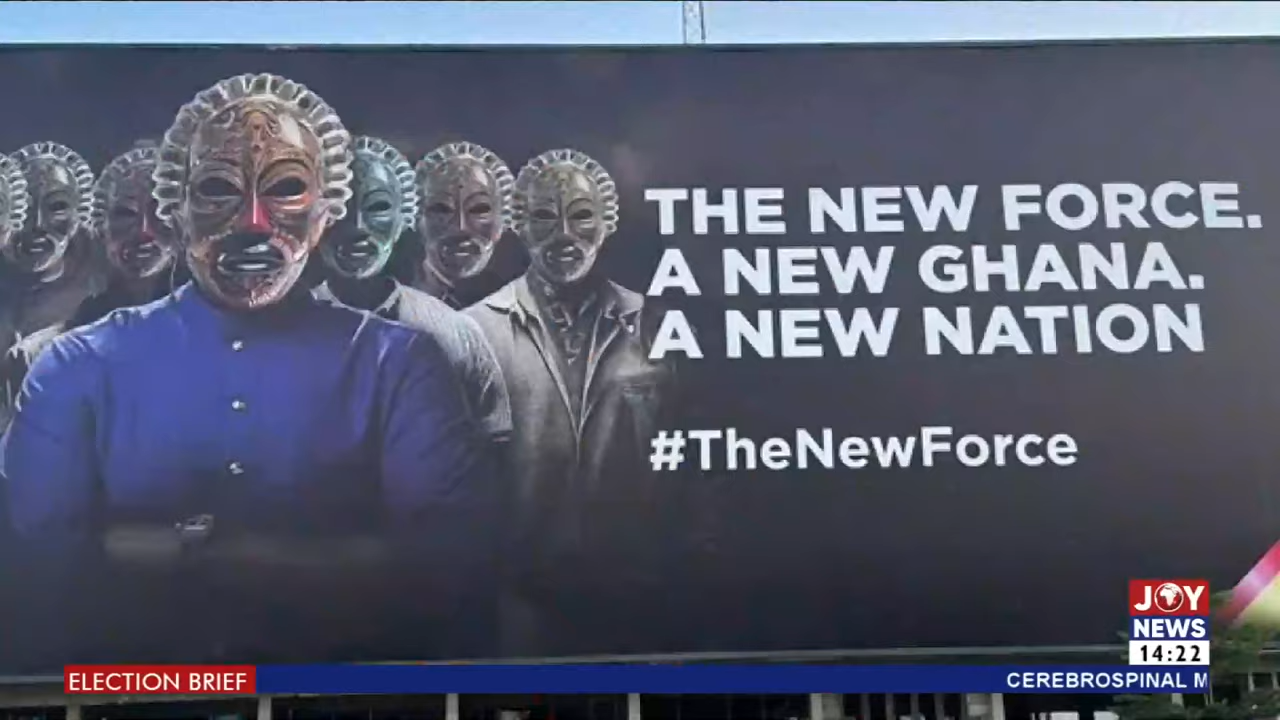 THE NEW FORCE.
A NEW GHANA.
A NEW NATION
#TheNewForce
JOY
NEWS
14:22
ELECTION BRIEF
CEREBROSPINAL M